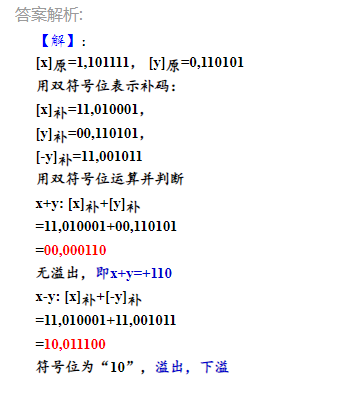 答案解析:
【解】:
[x]原=1,101111， [y]原=0,110101
用双符号位表示补码:
[x]补=11,010001，
[y]补=00,110101，
[-y]补=11,001011
用双符号位运算并判断
x+y: [x]补+[y]补
=11,010001+00,110101
=00,000110
无溢出，即x+y=+110
x-y: [x]补+[-y]补
=11,010001+11,001011
=10,011100
符号位为“10”，溢出，下溢